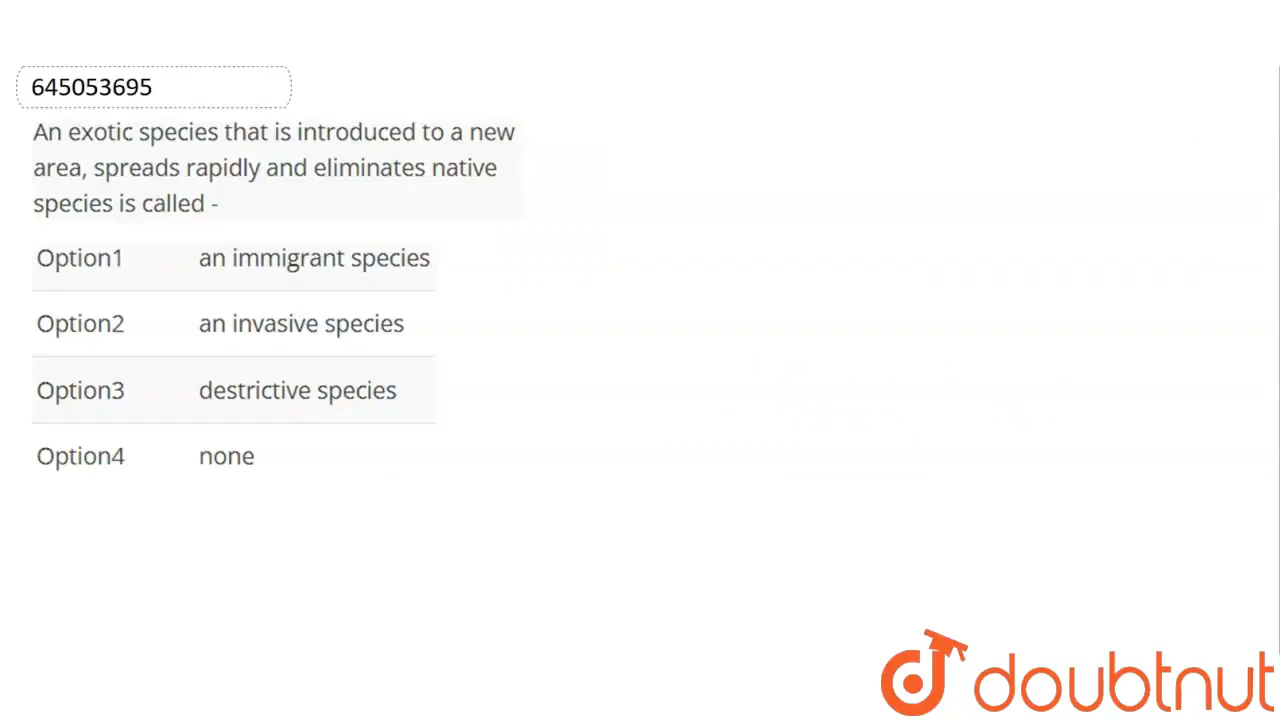 645053695
An exotic species that is introduced to a new
area, spreads rapidly and eliminates native
species is called -
Option1 an immigrant species
Option2 an invasive species
Option3 destrictive species
Option4 none
doubtnut